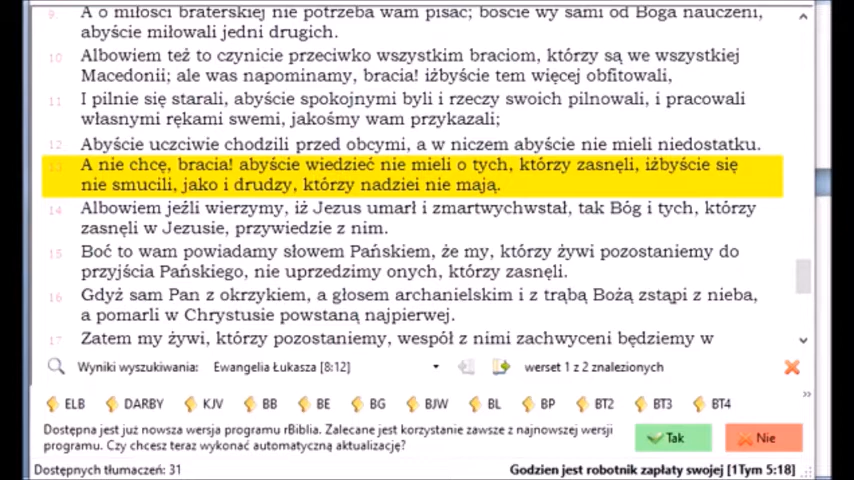 9. A o miłości braterskiej nie potrzeba wam pisać; boście wy sami od Boga nauczeni,
abyście miłowali jedni drugich.
10 Albowiem też to czynicie przeciwko wszystkim braciom, którzy są we wszystkiej
Macedonii; ale was napominamy, bracia! iżbyście tem więcej obfitowali,
11 I pilnie się starali, abyście spokojnymi byli i rzeczy swoich pilnowali, i pracowali
własnymi rękami swemi, jakośmy wam przykazali;
12 Abyście uczciwie chodzili przed obcymi, a w niczem abyście nie mieli niedostatku.
13 A nie chcę, bracia! abyście wiedzieć nie mieli o tych, którzy zasnęli, iżbyście się
nie smucili, jako i drudzy, którzy nadziei nie mają.
14 Albowiem jeźli wierzymy, iż Jezus umarł i zmartwychwstał, tak Bóg i tych, którzy
zasnęli w Jezusie, przywiedzie z nim.
15 Boć to wam powiadamy słowem Pańskiem, że my, którzy żywi pozostaniemy do
przyjścia Pańskiego, nie uprzedzimy onych, którzy zasnęli.
16 Gdyż sam Pan z okrzykiem, a głosem archanielskim i z trąbą Bożą zstąpi z nieba,
a pomarli w Chrystusie powstaną najpierwej.
17 Zatem my żywi, którzy pozostaniemy, wespół z nimi zachwyceni będziemy w
Wyniki wyszukiwania: Ewangelia Łukasza [8:12] werset 1 z 2 znalezionych
ELB DARBY KJV BB BE BG BJW BL BP BT2 BT3 BT4 »
Dostępna jest już nowsza wersja programu rBiblia. Zalecane jest korzystanie zawsze z najnowszej wersji
programu. Czy chcesz teraz wykonać automatyczną aktualizację?
Tak Nie
Dostępnych tłumaczeń: 31 Godzien jest robotnik zapłaty swojej [1Tym 5:18]